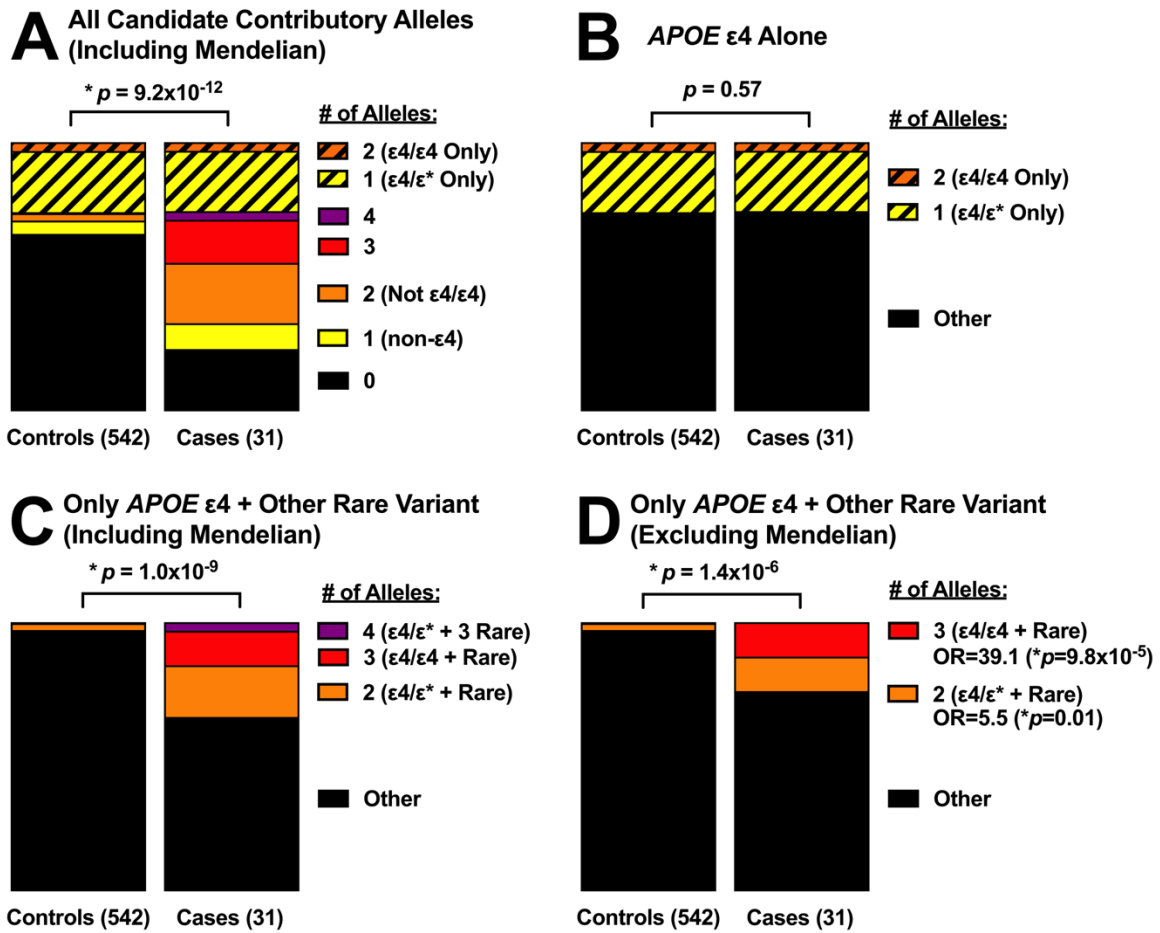 A All Candidate Contributory Alleles
(Including Mendelian)
* p = 9.2x10⁻¹²
# of Alleles:
2 (ε4/ε4 Only)
1 (ε4/ε* Only)
4
3
2 (Not ε4/ε4)
1 (non-ε4)
0
Controls (542) Cases (31)
B APOE ε4 Alone
p = 0.57
# of Alleles:
2 (ε4/ε4 Only)
1 (ε4/ε* Only)
Other
Controls (542) Cases (31)
C Only APOE ε4 + Other Rare Variant
(Including Mendelian)
* p = 1.0x10⁻⁹
# of Alleles:
4 (ε4/ε* + 3 Rare)
3 (ε4/ε4 + Rare)
2 (ε4/ε* + Rare)
Other
Controls (542) Cases (31)
D Only APOE ε4 + Other Rare Variant
(Excluding Mendelian)
* p = 1.4x10⁻⁶
# of Alleles:
3 (ε4/ε4 + Rare)
OR=39.1 (*p=9.8x10⁻⁵)
2 (ε4/ε* + Rare)
OR=5.5 (*p=0.01)
Other
Controls (542) Cases (31)